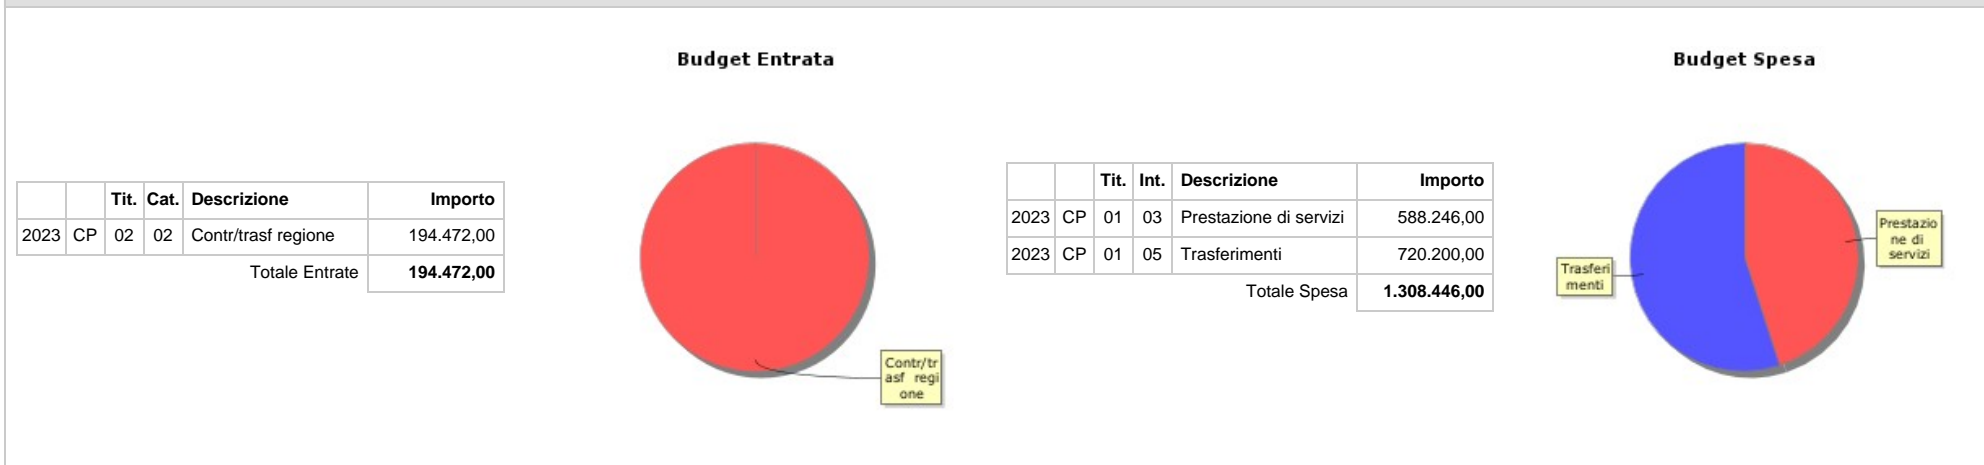 Budget Entrata
Tit. Cat. Descrizione Importo
2023 CP 02 02 Contr/trasf regione 194.472,00
Totale Entrate 194.472,00
Contr/tr
asf regi
one
Budget Spesa
Tit. Int. Descrizione Importo
2023 CP 01 03 Prestazione di servizi 588.246,00
2023 CP 01 05 Trasferimenti 720.200,00
Totale Spesa 1.308.446,00
Prestazio
ne di
servizi
Trasferi
menti